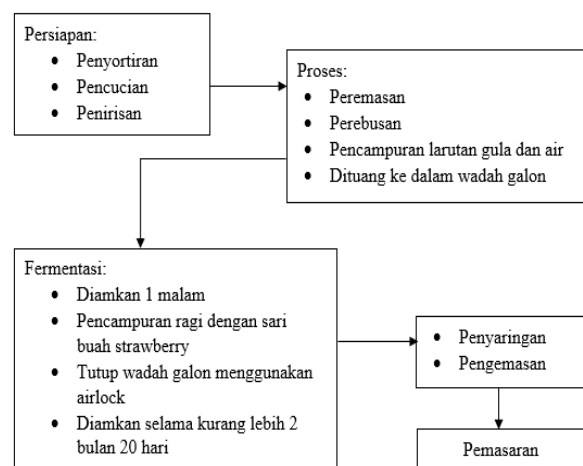 Persiapan:
• Penyortiran
• Pencucian
• Penirisan
Proses:
• Peremasan
• Perebusan
• Pencampuran larutan gula dan air
• Dituang ke dalam wadah galon
Fermentasi:
• Diamkan 1 malam
• Pencampuran ragi dengan sari
buah strawberry
• Tutup wadah galon menggunakan
airlock
• Diamkan selama kurang lebih 2
bulan 20 hari
• Penyaringan
• Pengemasan
Pemasaran